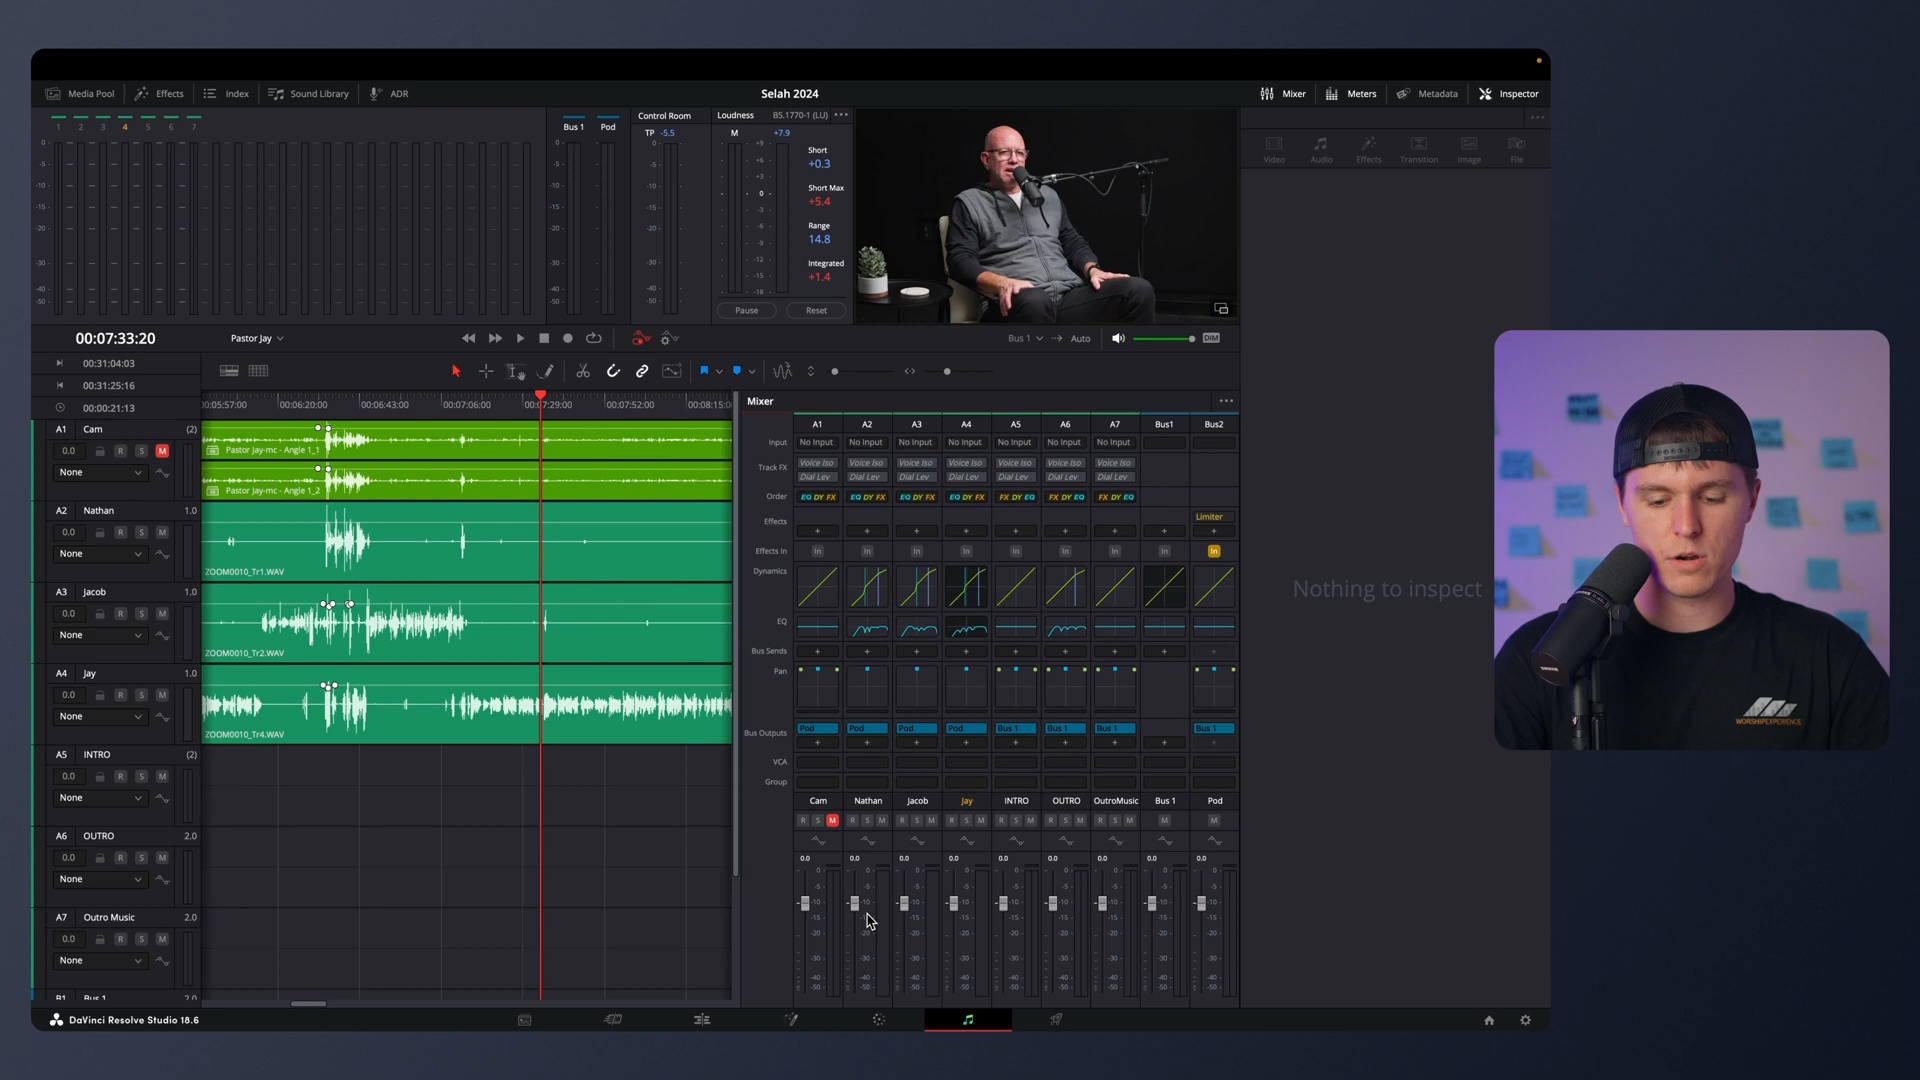 Media Pool Effects Index Sound Library ADR
Selah 2024
Mixer Meters Metadata Inspector
1 2 3 4 5 6 7
Bus 1 Pod
Control Room
TP -5.5
Loudness BS.1770-1 (LU)
M +7.9
Short
+0.3
Short Max
+5.4
Range
14.8
Integrated
+1.4
Pause Reset
Video Audio Effects Transition Image File
00:07:33:20
Pastor Jay
Bus 1 Auto
DIM
00:31:04:03
00:31:25:16
00:00:21:13
00:05:57:00 00:06:20:00 00:06:43:00 00:07:06:00 00:07:29:00 00:07:52:00 00:08:15:0
A1 Cam (2)
0.0 R S M
None
Pastor Jay-mc - Angle 1_1
Pastor Jay-mc - Angle 1_2
A2 Nathan 1.0
0.0 R S M
None
ZOOM0010_Tr1.WAV
A3 Jacob 1.0
0.0 R S M
None
ZOOM0010_Tr2.WAV
A4 Jay 1.0
0.0 R S M
None
ZOOM0010_Tr4.WAV
A5 INTRO (2)
0.0 R S M
None
A6 OUTRO 2.0
0.0 R S M
None
A7 Outro Music 2.0
0.0 R S M
None
B1 Bus 1 2.0
Mixer
A1 A2 A3 A4 A5 A6 A7 Bus1 Bus2
Input No Input No Input No Input No Input No Input No Input No Input
Track FX Voice Iso Voice Iso Voice Iso Voice Iso Voice Iso Voice Iso Voice Iso
Dial Lev Dial Lev Dial Lev Dial Lev Dial Lev Dial Lev Dial Lev
Order EQ DY FX EQ DY FX EQ DY FX EQ DY FX FX DY EQ FX DY EQ FX DY EQ
Effects Limiter
Effects In In In In In In In In In In
Dynamics
EQ
Bus Sends
Pan
Bus Outputs Pod Pod Pod Pod Bus 1 Bus 1 Bus 1 Bus 1
VCA
Group
Cam Nathan Jacob Jay INTRO OUTRO OutroMusic Bus 1 Pod
R S M R S M R S M R S M R S M R S M R S M M M
0.0 0.0 0.0 0.0 0.0 0.0 0.0 0.0 0.0
Nothing to inspect
SHURE
WORSHIPEXPERIENCE
DaVinci Resolve Studio 18.6